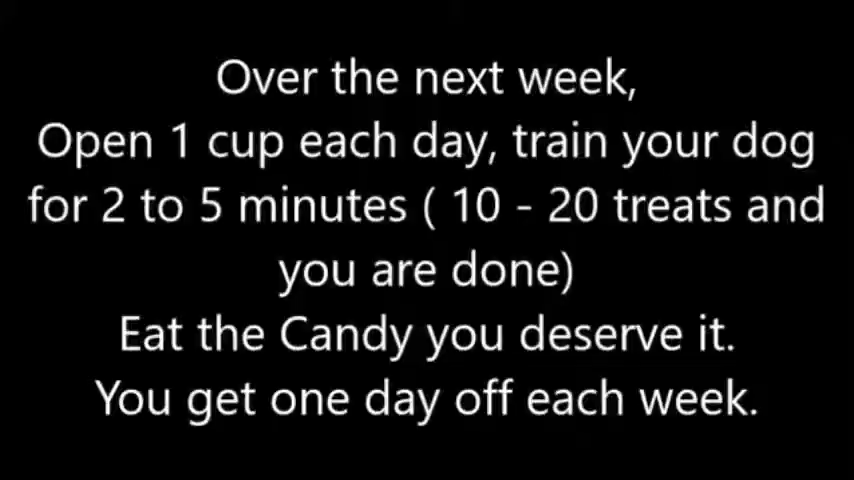 Over the next week,
Open 1 cup each day, train your dog
for 2 to 5 minutes ( 10 - 20 treats and
you are done)
Eat the Candy you deserve it.
You get one day off each week.